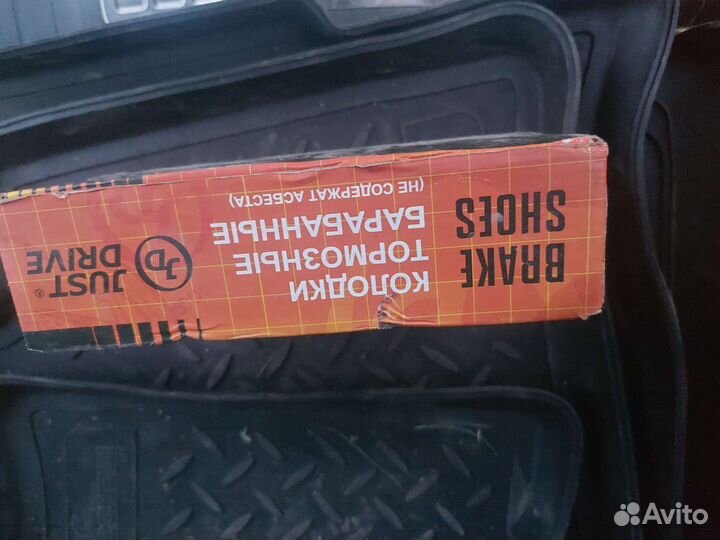 BRAKE
SHOES
КОЛОДКИ
ТОРМОЗНЫЕ
БАРАБАННЫЕ
(НЕ СОДЕРЖАТ АСБЕСТА)
JD
JUST
DRIVE®
Avito